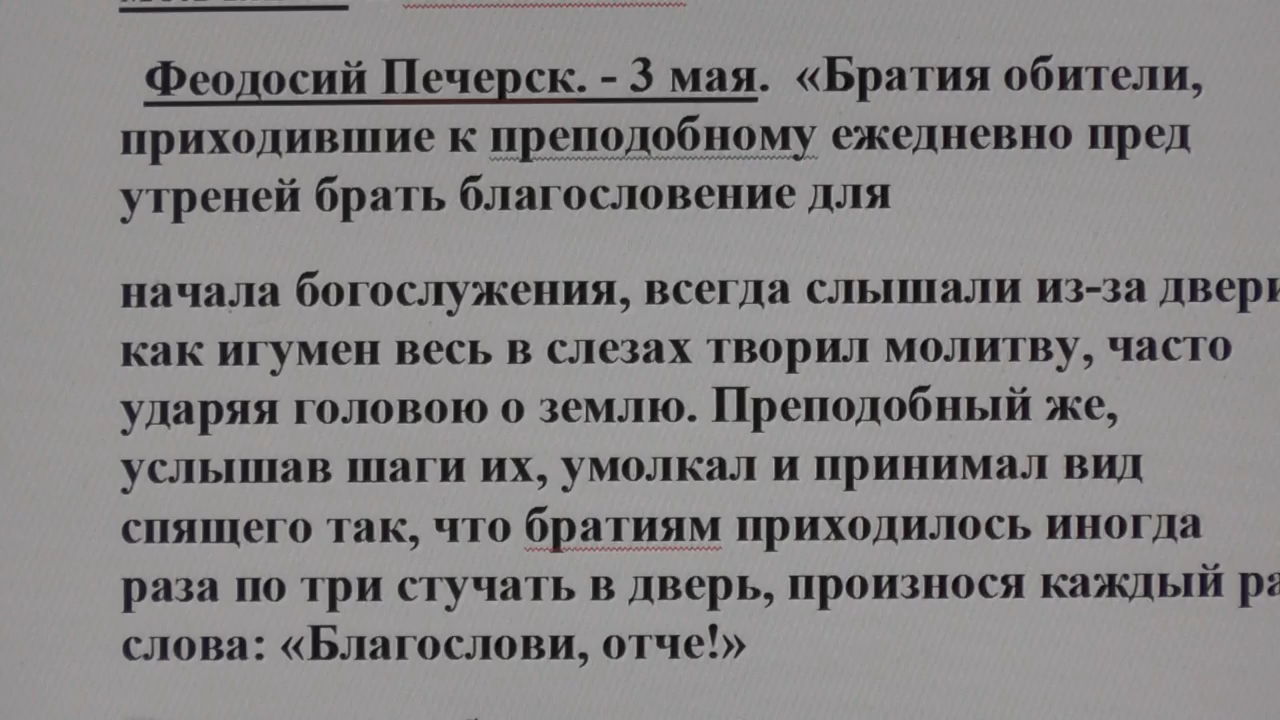 Феодосий Печерск. - 3 мая. «Братия обители,
приходившие к преподобному ежедневно пред
утреней брать благословение для
начала богослужения, всегда слышали из-за двери
как игумен весь в слезах творил молитву, часто
ударяя головою о землю. Преподобный же,
услышав шаги их, умолкал и принимал вид
спящего так, что братиям приходилось иногда
раза по три стучать в дверь, произнося каждый
слова: «Благослови, отче!»